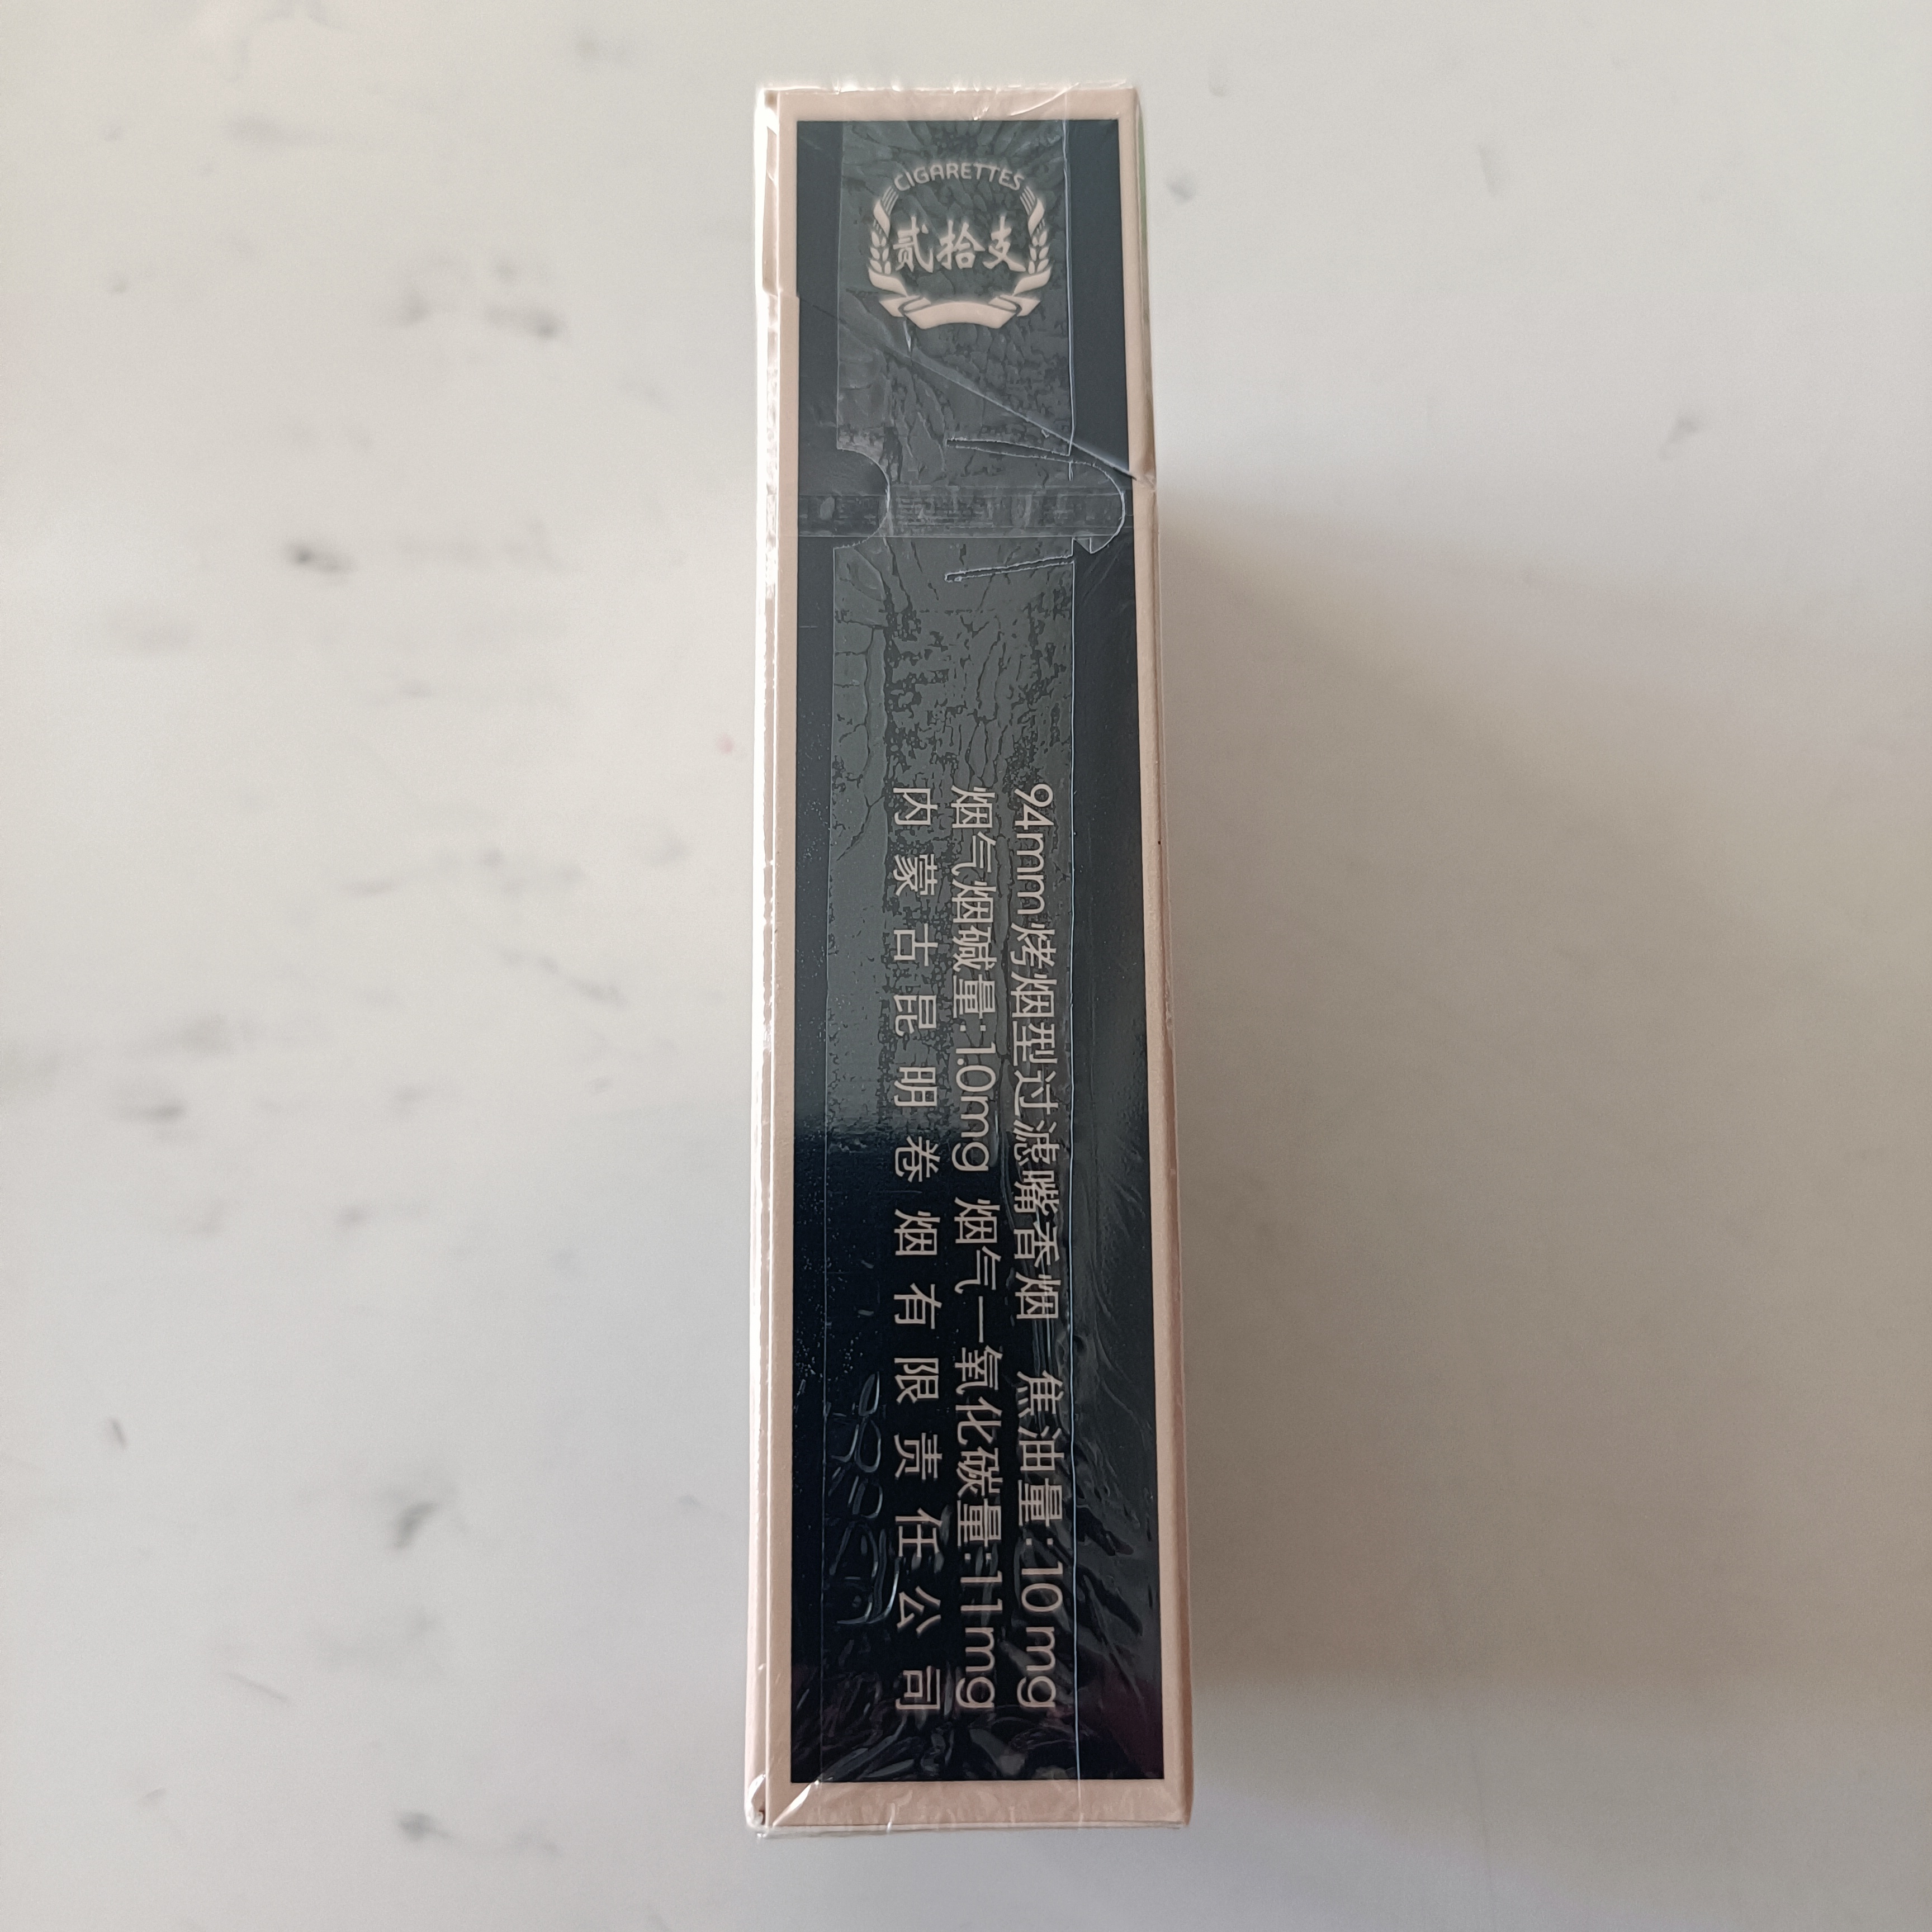 CIGARETTES
贰拾支
94mm烤烟型过滤嘴香烟 焦油量:10mg
烟气烟碱量:1.0mg 烟气一氧化碳量:11mg
内蒙古昆明卷烟有限责任公司